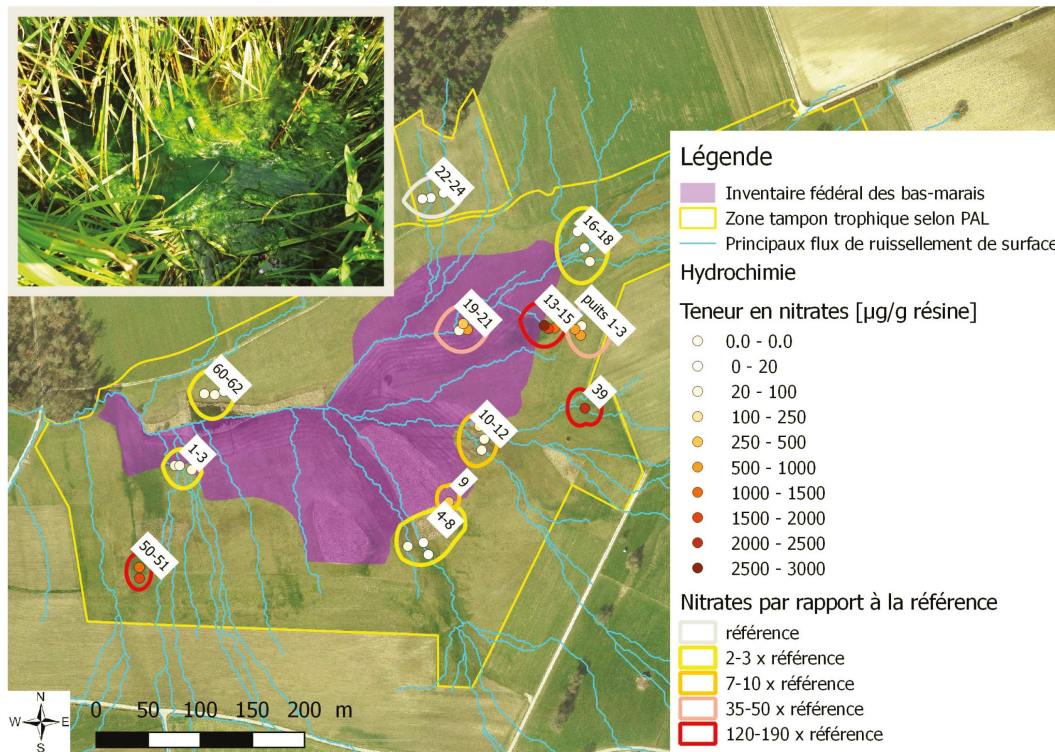 22-24
16-18
19-21
13-15
puits 1-3
60-62
39
10-12
1-3
9
4-8
50-51
N
W E
S
0 50 100 150 200 m
Légende
Inventaire fédéral des bas-marais
Zone tampon trophique selon PAL
Principaux flux de ruissellement de surface
Hydrochimie
Teneur en nitrates [µg/g résine]
0.0 - 0.0
0 - 20
20 - 100
100 - 250
250 - 500
500 - 1000
1000 - 1500
1500 - 2000
2000 - 2500
2500 - 3000
Nitrates par rapport à la référence
référence
2-3 x référence
7-10 x référence
35-50 x référence
120-190 x référence